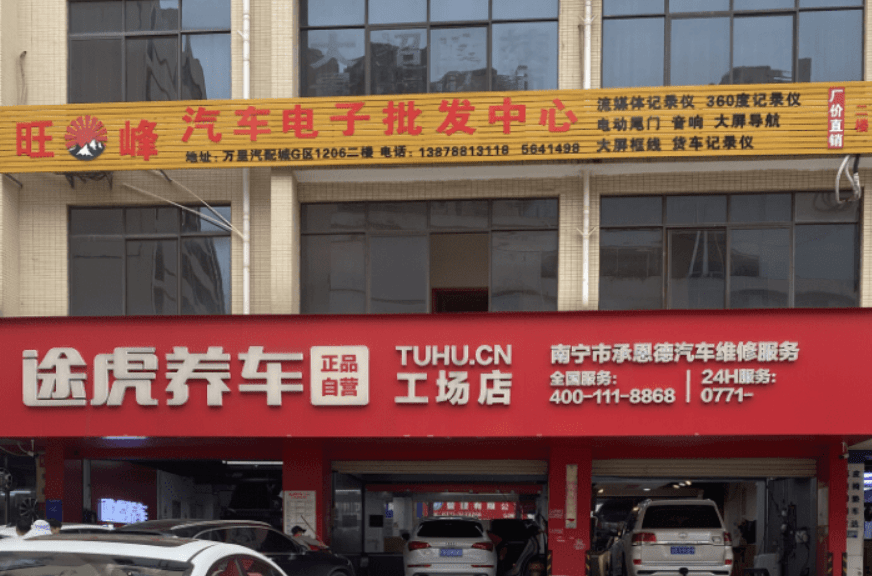 旺峰 汽车电子批发中心
地址：万里汽配城G区1206二楼 电话：13878813118 5641498
流媒体记录仪 360度记录仪
电动尾门 音响 大屏导航
大屏框线 货车记录仪
厂价直销
二楼
途虎养车
正品
自营
TUHU.CN
工场店
南宁市承恩德汽车维修服务
全国服务：
400-111-8868
24H服务：
0771-